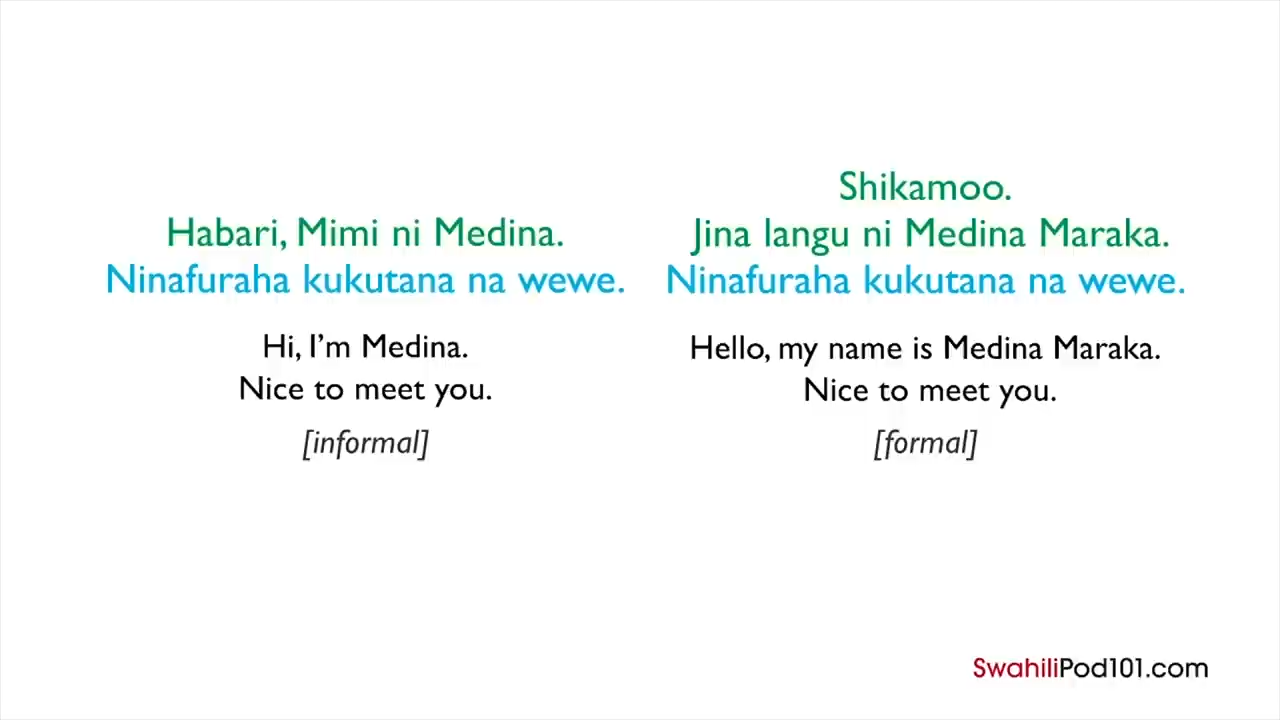 Habari, Mimi ni Medina.
Ninafuraha kukutana na wewe.
Hi, I'm Medina.
Nice to meet you.
[informal]
Shikamoo.
Jina langu ni Medina Maraka.
Ninafuraha kukutana na wewe.
Hello, my name is Medina Maraka.
Nice to meet you.
[formal]
SwahiliPod101.com